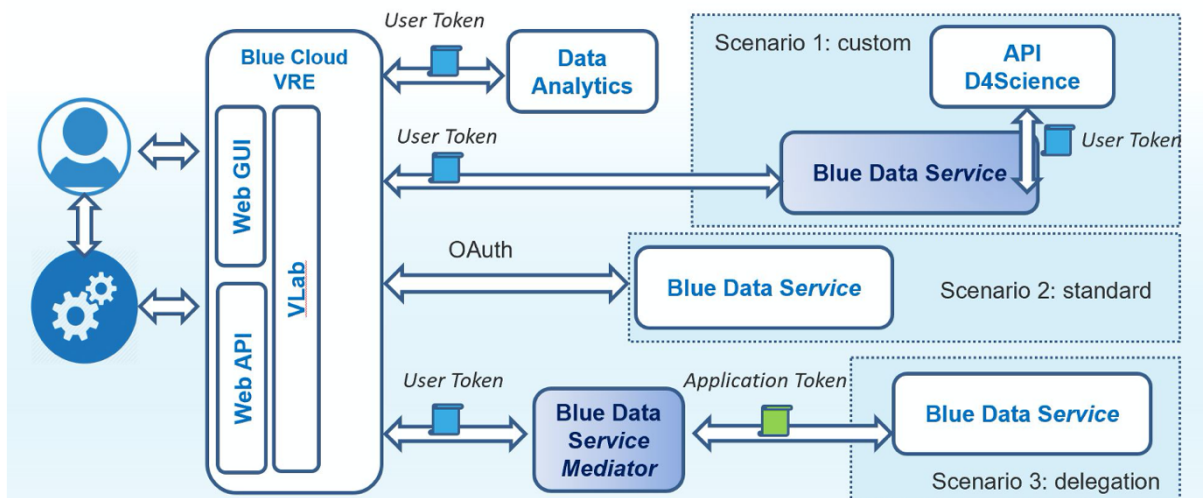 User Token
Blue Cloud
VRE
Data
Analytics
Scenario 1: custom
API
D4Science
User Token
User Token
Blue Data Service
Web GUI
VLab
Web API
OAuth
Blue Data Service
Scenario 2: standard
User Token
Application Token
Blue Data
Service
Mediator
Blue Data Service
Scenario 3: delegation